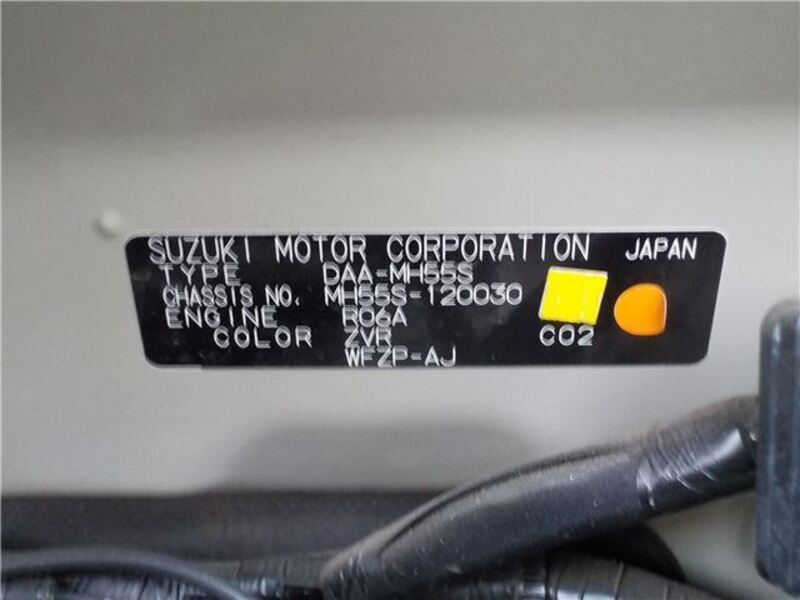 SUZUKI MOTOR CORPORATION JAPAN
TYPE DAA-MH55S
CHASSIS NO. MH55S-120030
ENGINE R06A
COLOR ZVR C02
WFZP-AJ